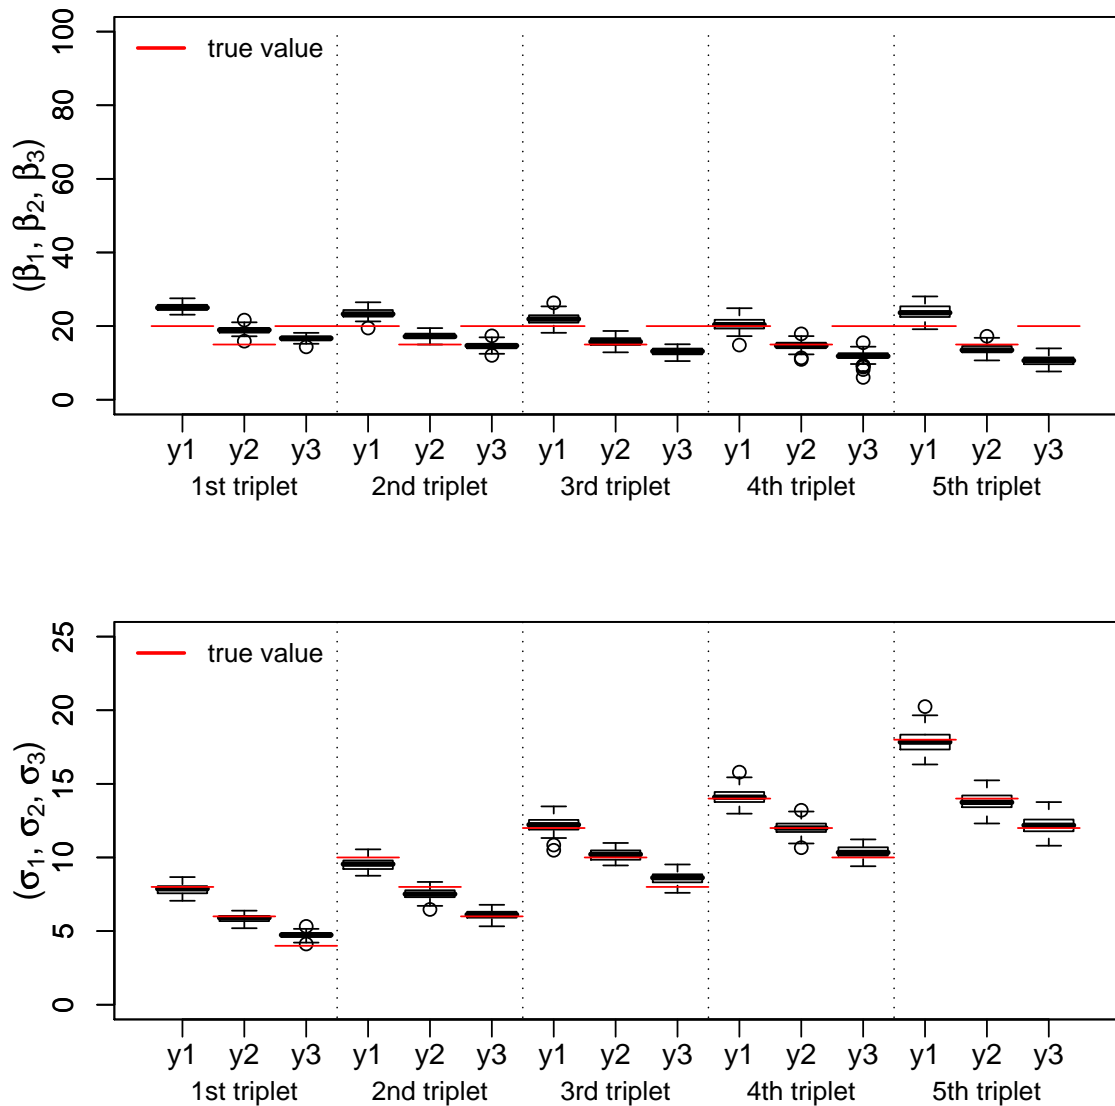 true value
(β1, β2, β3)
100
80
60
40
20
0
y1 y2 y3 y1 y2 y3 y1 y2 y3 y1 y2 y3 y1 y2 y3
1st triplet 2nd triplet 3rd triplet 4th triplet 5th triplet
true value
(σ1, σ2, σ3)
25
20
15
10
5
0
y1 y2 y3 y1 y2 y3 y1 y2 y3 y1 y2 y3 y1 y2 y3
1st triplet 2nd triplet 3rd triplet 4th triplet 5th triplet